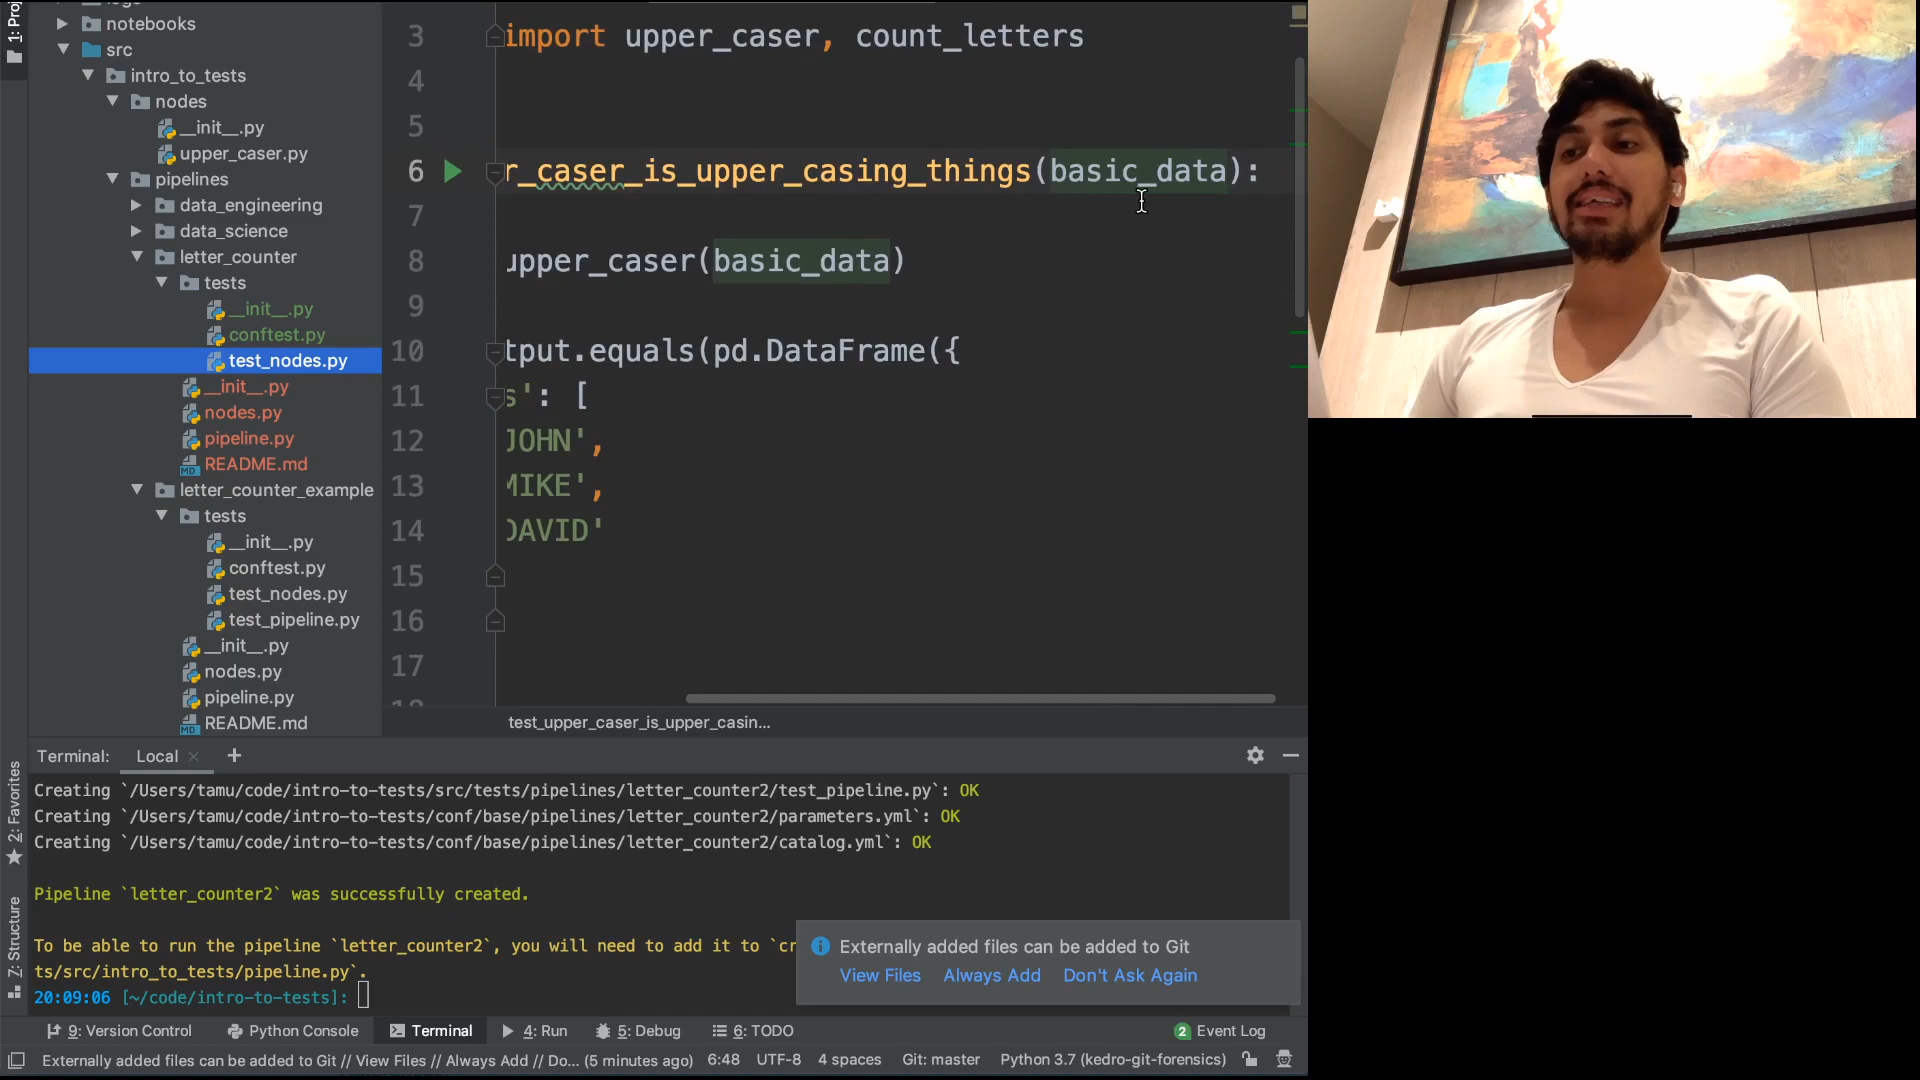 1: Proj
notebooks
src
intro_to_tests
nodes
__init__.py
upper_caser.py
pipelines
data_engineering
data_science
letter_counter
tests
__init__.py
conftest.py
test_nodes.py
__init__.py
nodes.py
pipeline.py
MD README.md
letter_counter_example
tests
__init__.py
conftest.py
test_nodes.py
test_pipeline.py
__init__.py
nodes.py
pipeline.py
MD README.md
3 import upper_caser, count_letters
4
5
6 r_caser_is_upper_casing_things(basic_data):
7
8 upper_caser(basic_data)
9
10 tput.equals(pd.DataFrame({
11 s': [
12 JOHN',
13 MIKE',
14 DAVID'
15
16
17
test_upper_caser_is_upper_casin...
Terminal: Local × +
Creating `/Users/tamu/code/intro-to-tests/src/tests/pipelines/letter_counter2/test_pipeline.py`: OK
Creating `/Users/tamu/code/intro-to-tests/conf/base/pipelines/letter_counter2/parameters.yml`: OK
Creating `/Users/tamu/code/intro-to-tests/conf/base/pipelines/letter_counter2/catalog.yml`: OK
Pipeline `letter_counter2` was successfully created.
To be able to run the pipeline `letter_counter2`, you will need to add it to `cr
ts/src/intro_to_tests/pipeline.py`.
20:09:06 [~/code/intro-to-tests]:
Externally added files can be added to Git
View Files Always Add Don't Ask Again
2: Favorites
7: Structure
9: Version Control Python Console Terminal 4: Run 5: Debug 6: TODO 2 Event Log
Externally added files can be added to Git // View Files // Always Add // Do... (5 minutes ago) 6:48 UTF-8 4 spaces Git: master Python 3.7 (kedro-git-forensics)